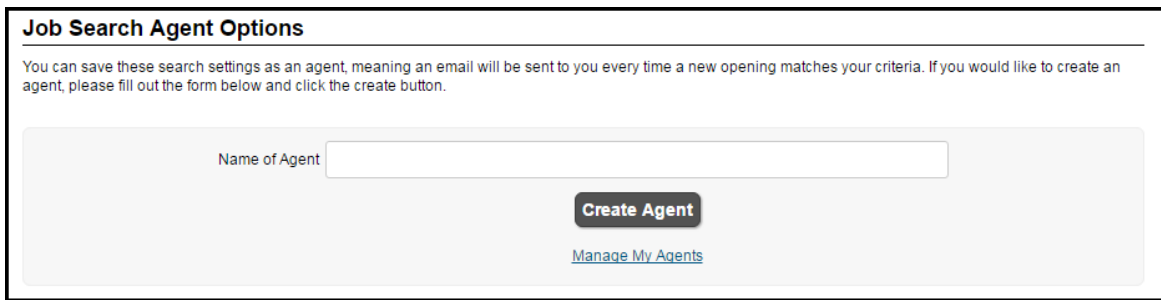 Job Search Agent Options
You can save these search settings as an agent, meaning an email will be sent to you every time a new opening matches your criteria. If you would like to create an
agent, please fill out the form below and click the create button.
Name of Agent
Create Agent
Manage My Agents